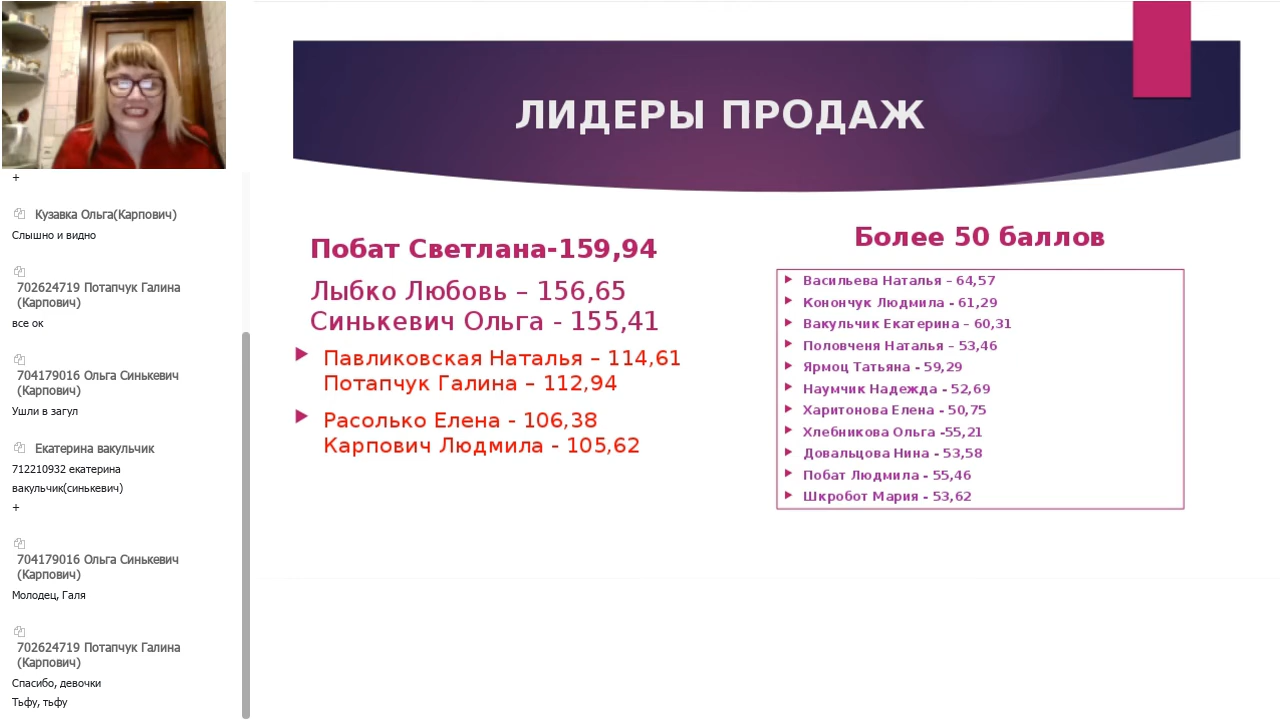 +
Кузавка Ольга(Карпович)
Слышно и видно
702624719 Потапчук Галина
(Карпович)
все ок
704179016 Ольга Синькевич
(Карпович)
Ушли в загул
Екатерина вакульчик
712210932 екатерина
вакульчик(синькевич)
+
704179016 Ольга Синькевич
(Карпович)
Молодец, Галя
702624719 Потапчук Галина
(Карпович)
Спасибо, девочки
Тьфу, тьфу
ЛИДЕРЫ ПРОДАЖ
Побат Светлана-159,94
Лыбко Любовь – 156,65
Синькевич Ольга - 155,41
Павликовская Наталья – 114,61
Потапчук Галина – 112,94
Расолько Елена - 106,38
Карпович Людмила - 105,62
Более 50 баллов
Васильева Наталья – 64,57
Конончук Людмила - 61,29
Вакульчик Екатерина – 60,31
Половченя Наталья – 53,46
Ярмоц Татьяна - 59,29
Наумчик Надежда - 52,69
Харитонова Елена - 50,75
Хлебникова Ольга -55,21
Довальцова Нина - 53,58
Побат Людмила - 55,46
Шкробот Мария - 53,62